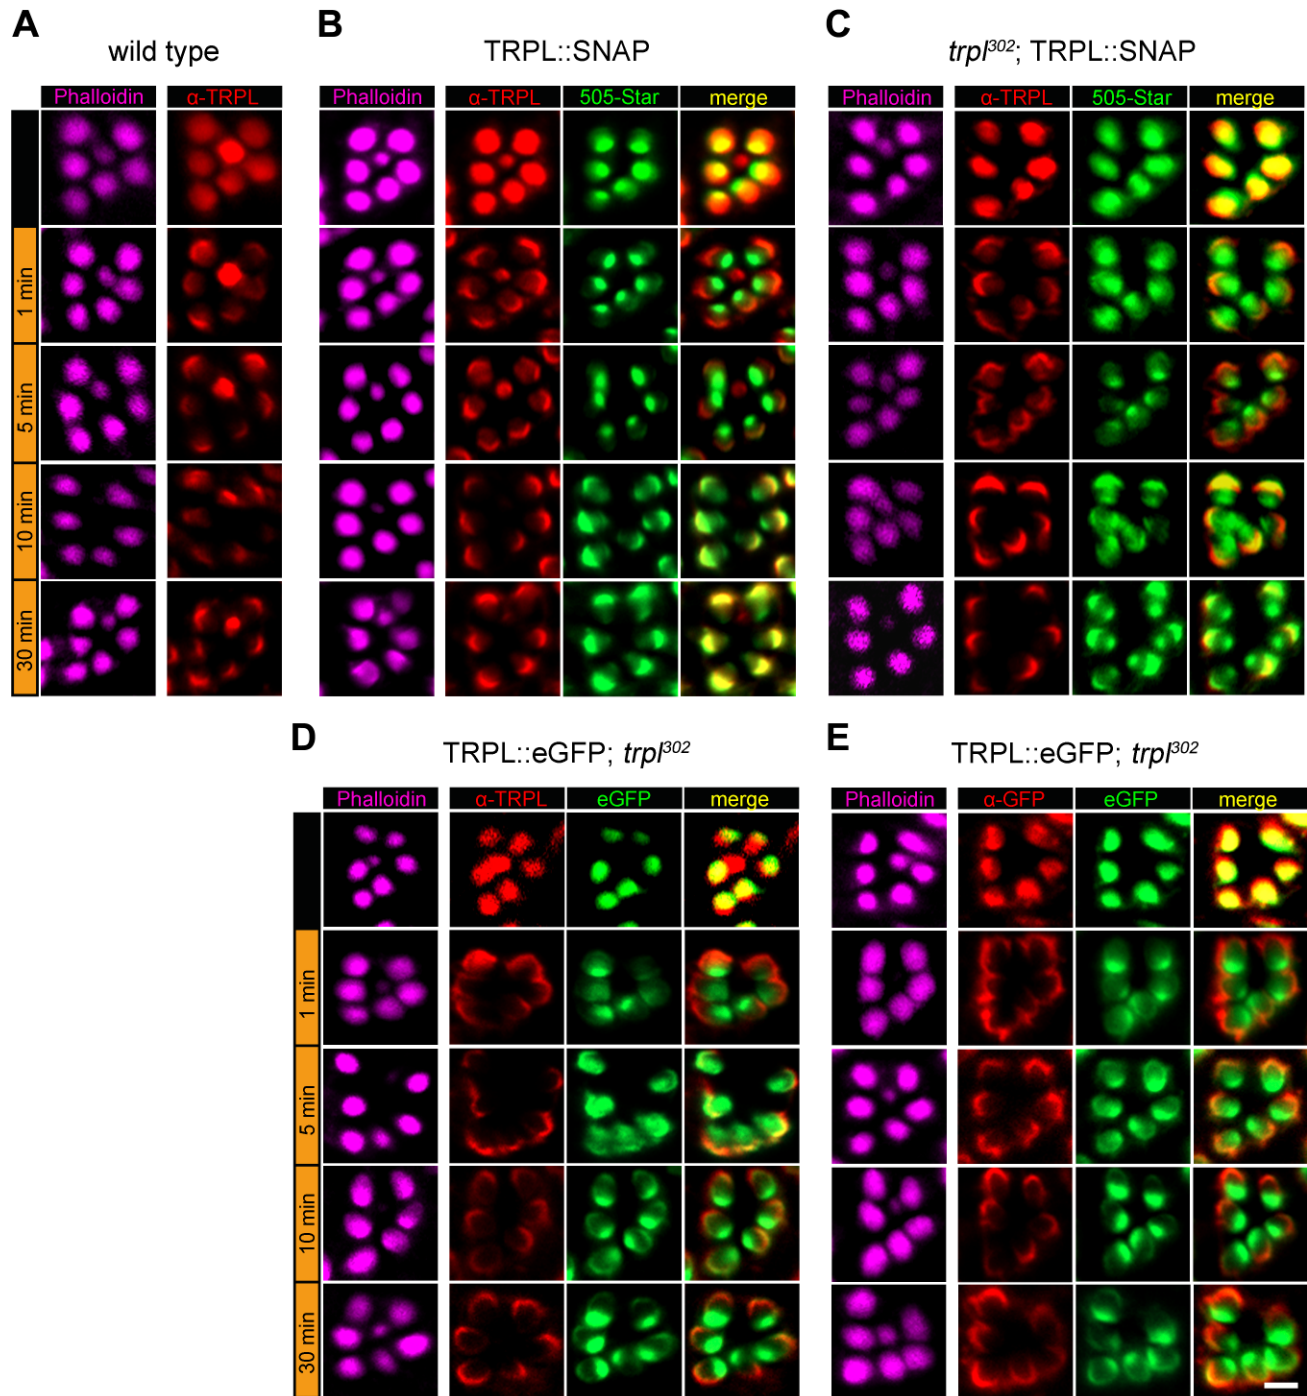 A
wild type
Phalloidin α-TRPL
1 min
5 min
10 min
30 min
B
TRPL::SNAP
Phalloidin α-TRPL 505-Star merge
C
trpl³⁰²; TRPL::SNAP
Phalloidin α-TRPL 505-Star merge
D
TRPL::eGFP; trpl³⁰²
Phalloidin α-TRPL eGFP merge
1 min
5 min
10 min
30 min
E
TRPL::eGFP; trpl³⁰²
Phalloidin α-GFP eGFP merge